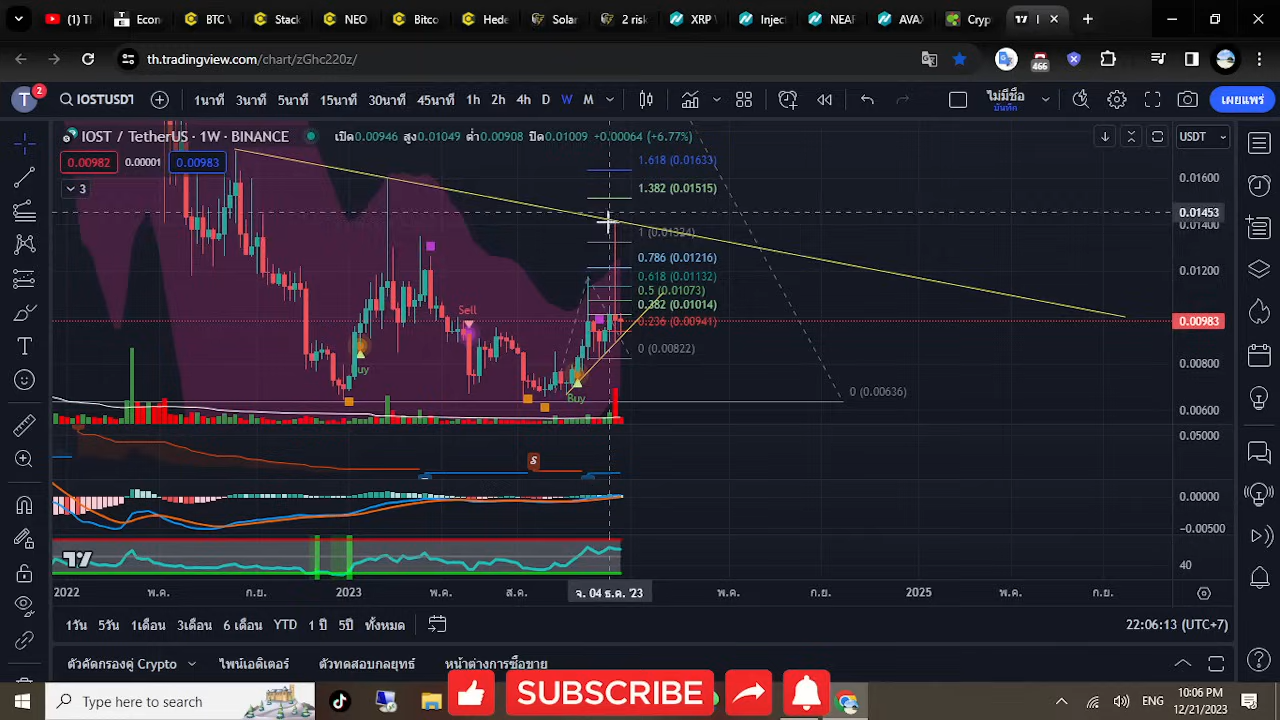 (1) Ti
Econ
BTC V
Stack
NEO
Bitco
Hede
Solar
2 risk
XRP
Injec
NEAF
AVAX
Cryp
th.tradingview.com/chart/zGhc220z/
466
T 2 IOSTUSDT 1นาที 3นาที 5นาที 15นาที 30นาที 45นาที 1h 2h 4h D W M ไม่มีชื่อ บันทึก เผยแพร่
IOST / TetherUS · 1W · BINANCE เปิด0.00946 สูง0.01049 ต่ำ0.00908 ปิด0.01009 +0.00064 (+6.77%) USDT
0.00982 0.00001 0.00983
3
1.618 (0.01633)
0.01600
1.382 (0.01515)
0.01453
0.01400
1 (0.01324)
0.786 (0.01216)
0.01200
0.618 (0.01132)
0.5 (0.01073)
0.382 (0.01014)
Sell
0.236 (0.00941)
0.00983
0 (0.00822)
0.00800
uy
Buy
0 (0.00636)
0.00600
0.05000
S
0.00000
−0.00500
40
2022 พ.ค. ก.ย. 2023 พ.ค. ส.ค. จ. 04 ธ.ค. '23 พ.ค. ก.ย. 2025 พ.ค. ก.ย.
1วัน 5วัน 1เดือน 3เดือน 6 เดือน YTD 1 ปี 5ปี ทั้งหมด 22:06:13 (UTC+7)
ตัวคัดกรองคู่ Crypto ไพน์เอดิเตอร์ ตัวทดสอบกลยุทธ์ หน้าต่างการซื้อขาย
SUBSCRIBE
Type here to search
ENG
10:06 PM
12/21/2023